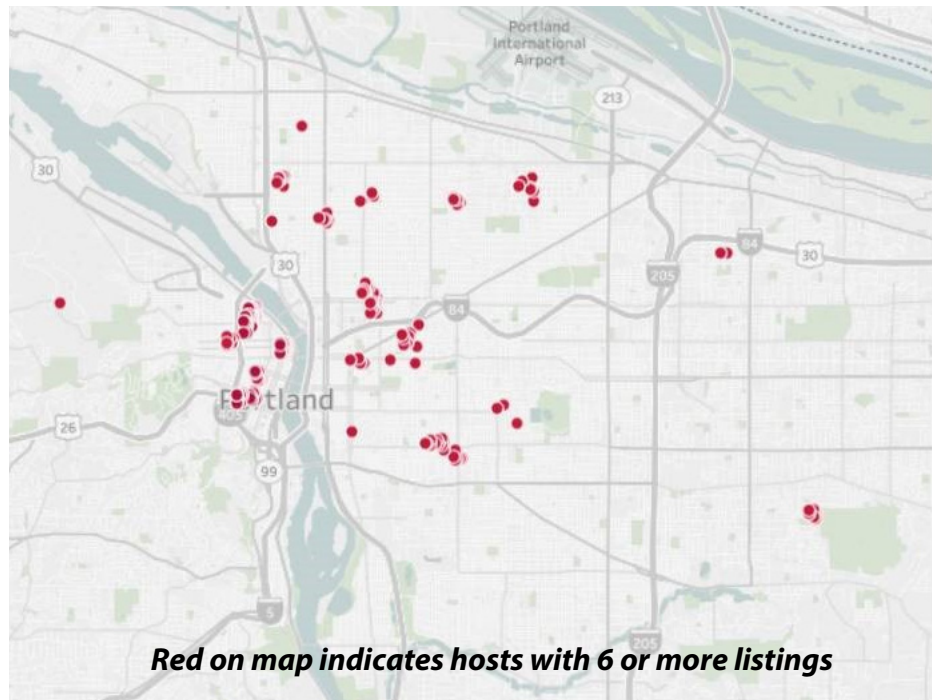 Portland
International
Airport
213
30
84
30
205
30
84
Portland
26
99
5
205
Red on map indicates hosts with 6 or more listings